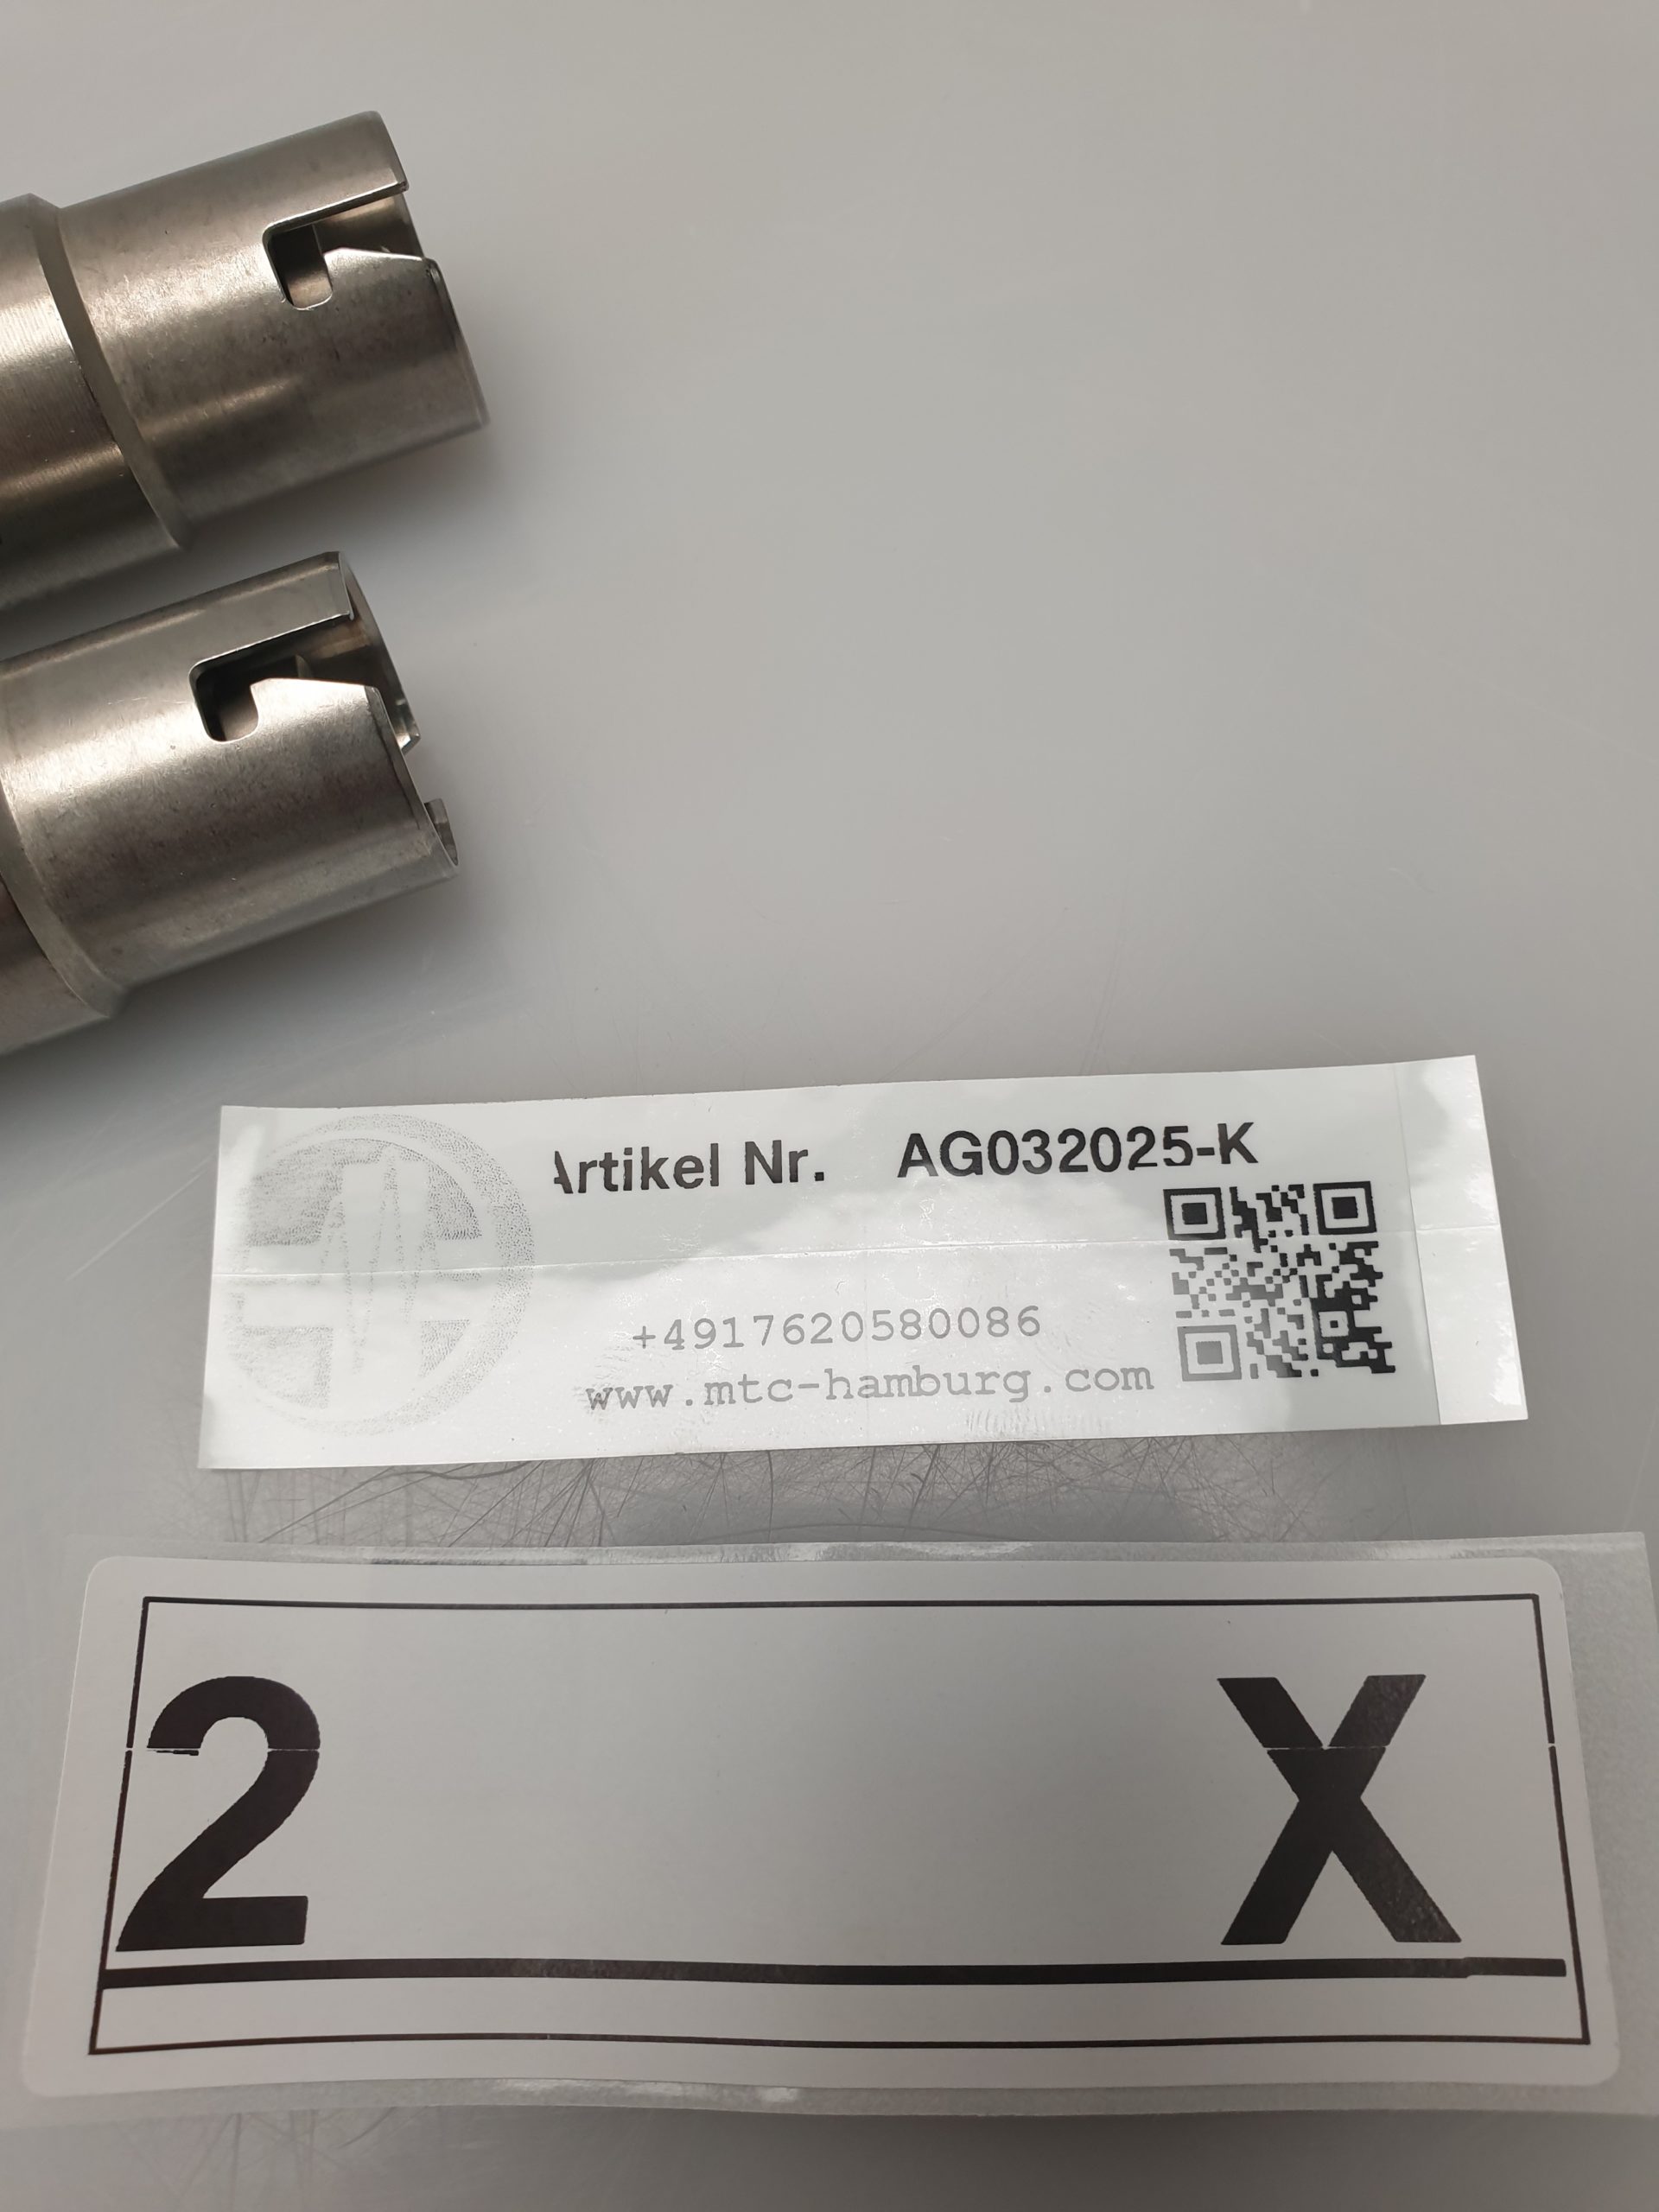 Artikel Nr. AG032025-K
+4917620580086
www.mtc-hamburg.com
2 X